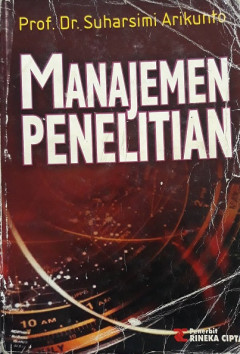 Prof. Dr. Suharsimi Arikunto
MANAJEMEN
PENELITIAN
10 AM
Penerbit
RINEKA CIPTA